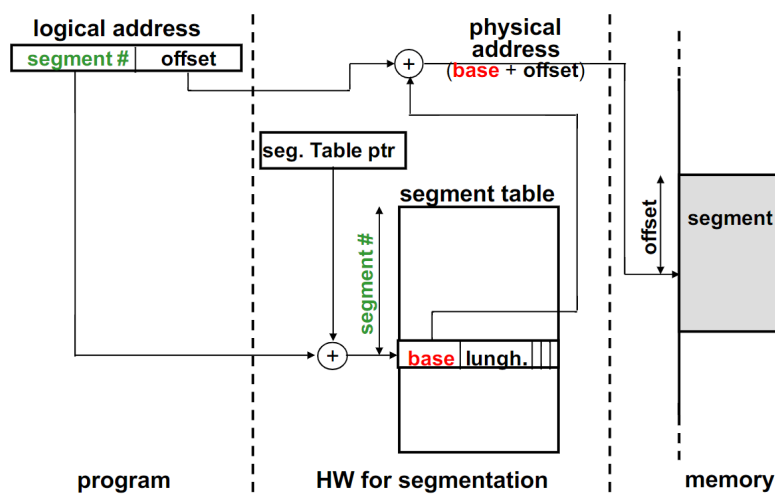 logical address
segment # offset
physical
address
(base + offset)
+
seg. Table ptr
segment table
segment #
offset
segment
+
base lungh.
program
HW for segmentation
memory